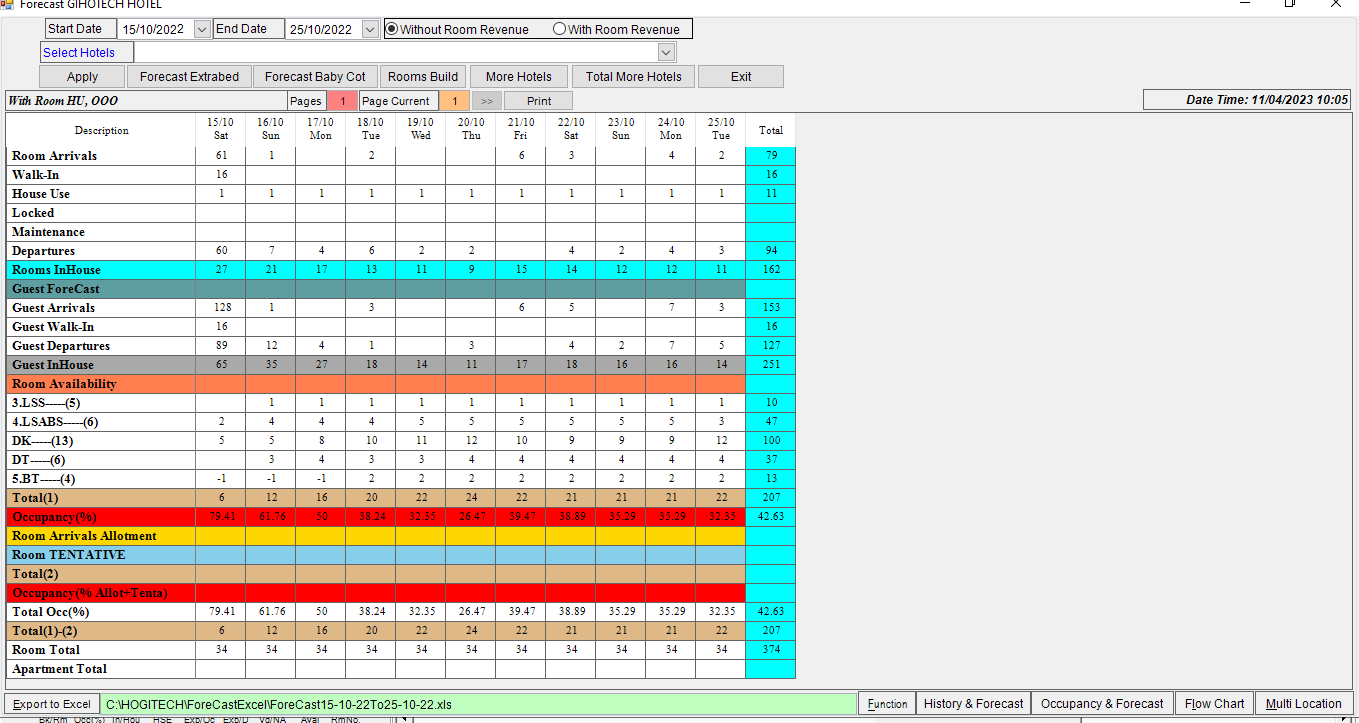 Forecast GIHOTECH HOTEL
Start Date 15/10/2022 End Date 25/10/2022 Without Room Revenue With Room Revenue
Select Hotels
Apply Forecast Extrabed Forecast Baby Cot Rooms Build More Hotels Total More Hotels Exit
With Room HU, OOO Pages 1 Page Current 1 >> Print Date Time: 11/04/2023 10:05
Description 15/10 Sat 16/10 Sun 17/10 Mon 18/10 Tue 19/10 Wed 20/10 Thu 21/10 Fri 22/10 Sat 23/10 Sun 24/10 Mon 25/10 Tue Total
Room Arrivals 61 1 2 6 3 4 2 79
Walk-In 16 16
House Use 1 1 1 1 1 1 1 1 1 1 1 11
Locked
Maintenance
Departures 60 7 4 6 2 2 4 2 4 3 94
Rooms InHouse 27 21 17 13 11 9 15 14 12 12 11 162
Guest ForeCast
Guest Arrivals 128 1 3 6 5 7 3 153
Guest Walk-In 16 16
Guest Departures 89 12 4 1 3 4 2 7 5 127
Guest InHouse 65 35 27 18 14 11 17 18 16 16 14 251
Room Availability
3.LSS-----(5) 1 1 1 1 1 1 1 1 1 1 10
4.LSABS-----(6) 2 4 4 4 5 5 5 5 5 5 3 47
DK-----(13) 5 5 8 10 11 12 10 9 9 9 12 100
DT-----(6) 3 4 3 3 4 4 4 4 4 4 37
5.BT-----(4) -1 -1 -1 2 2 2 2 2 2 2 2 13
Total(1) 6 12 16 20 22 24 22 21 21 21 22 207
Occupancy(%) 79.41 61.76 50 38.24 32.35 26.47 39.47 38.89 35.29 35.29 32.35 42.63
Room Arrivals Allotment
Room TENTATIVE
Total(2)
Occupancy(% Allot+Tenta)
Total Occ(%) 79.41 61.76 50 38.24 32.35 26.47 39.47 38.89 35.29 35.29 32.35 42.63
Total(1)-(2) 6 12 16 20 22 24 22 21 21 21 22 207
Room Total 34 34 34 34 34 34 34 34 34 34 34 374
Apartment Total
Export to Excel C:\HOGITECH\ForeCastExcel\ForeCast15-10-22To25-10-22.xls Function History & Forecast Occupancy & Forecast Flow Chart Multi Location
Bk/Rm Occ(%) In/Hou HSE Exp/Oc Exp/D Vd/NA Avai RmNo.